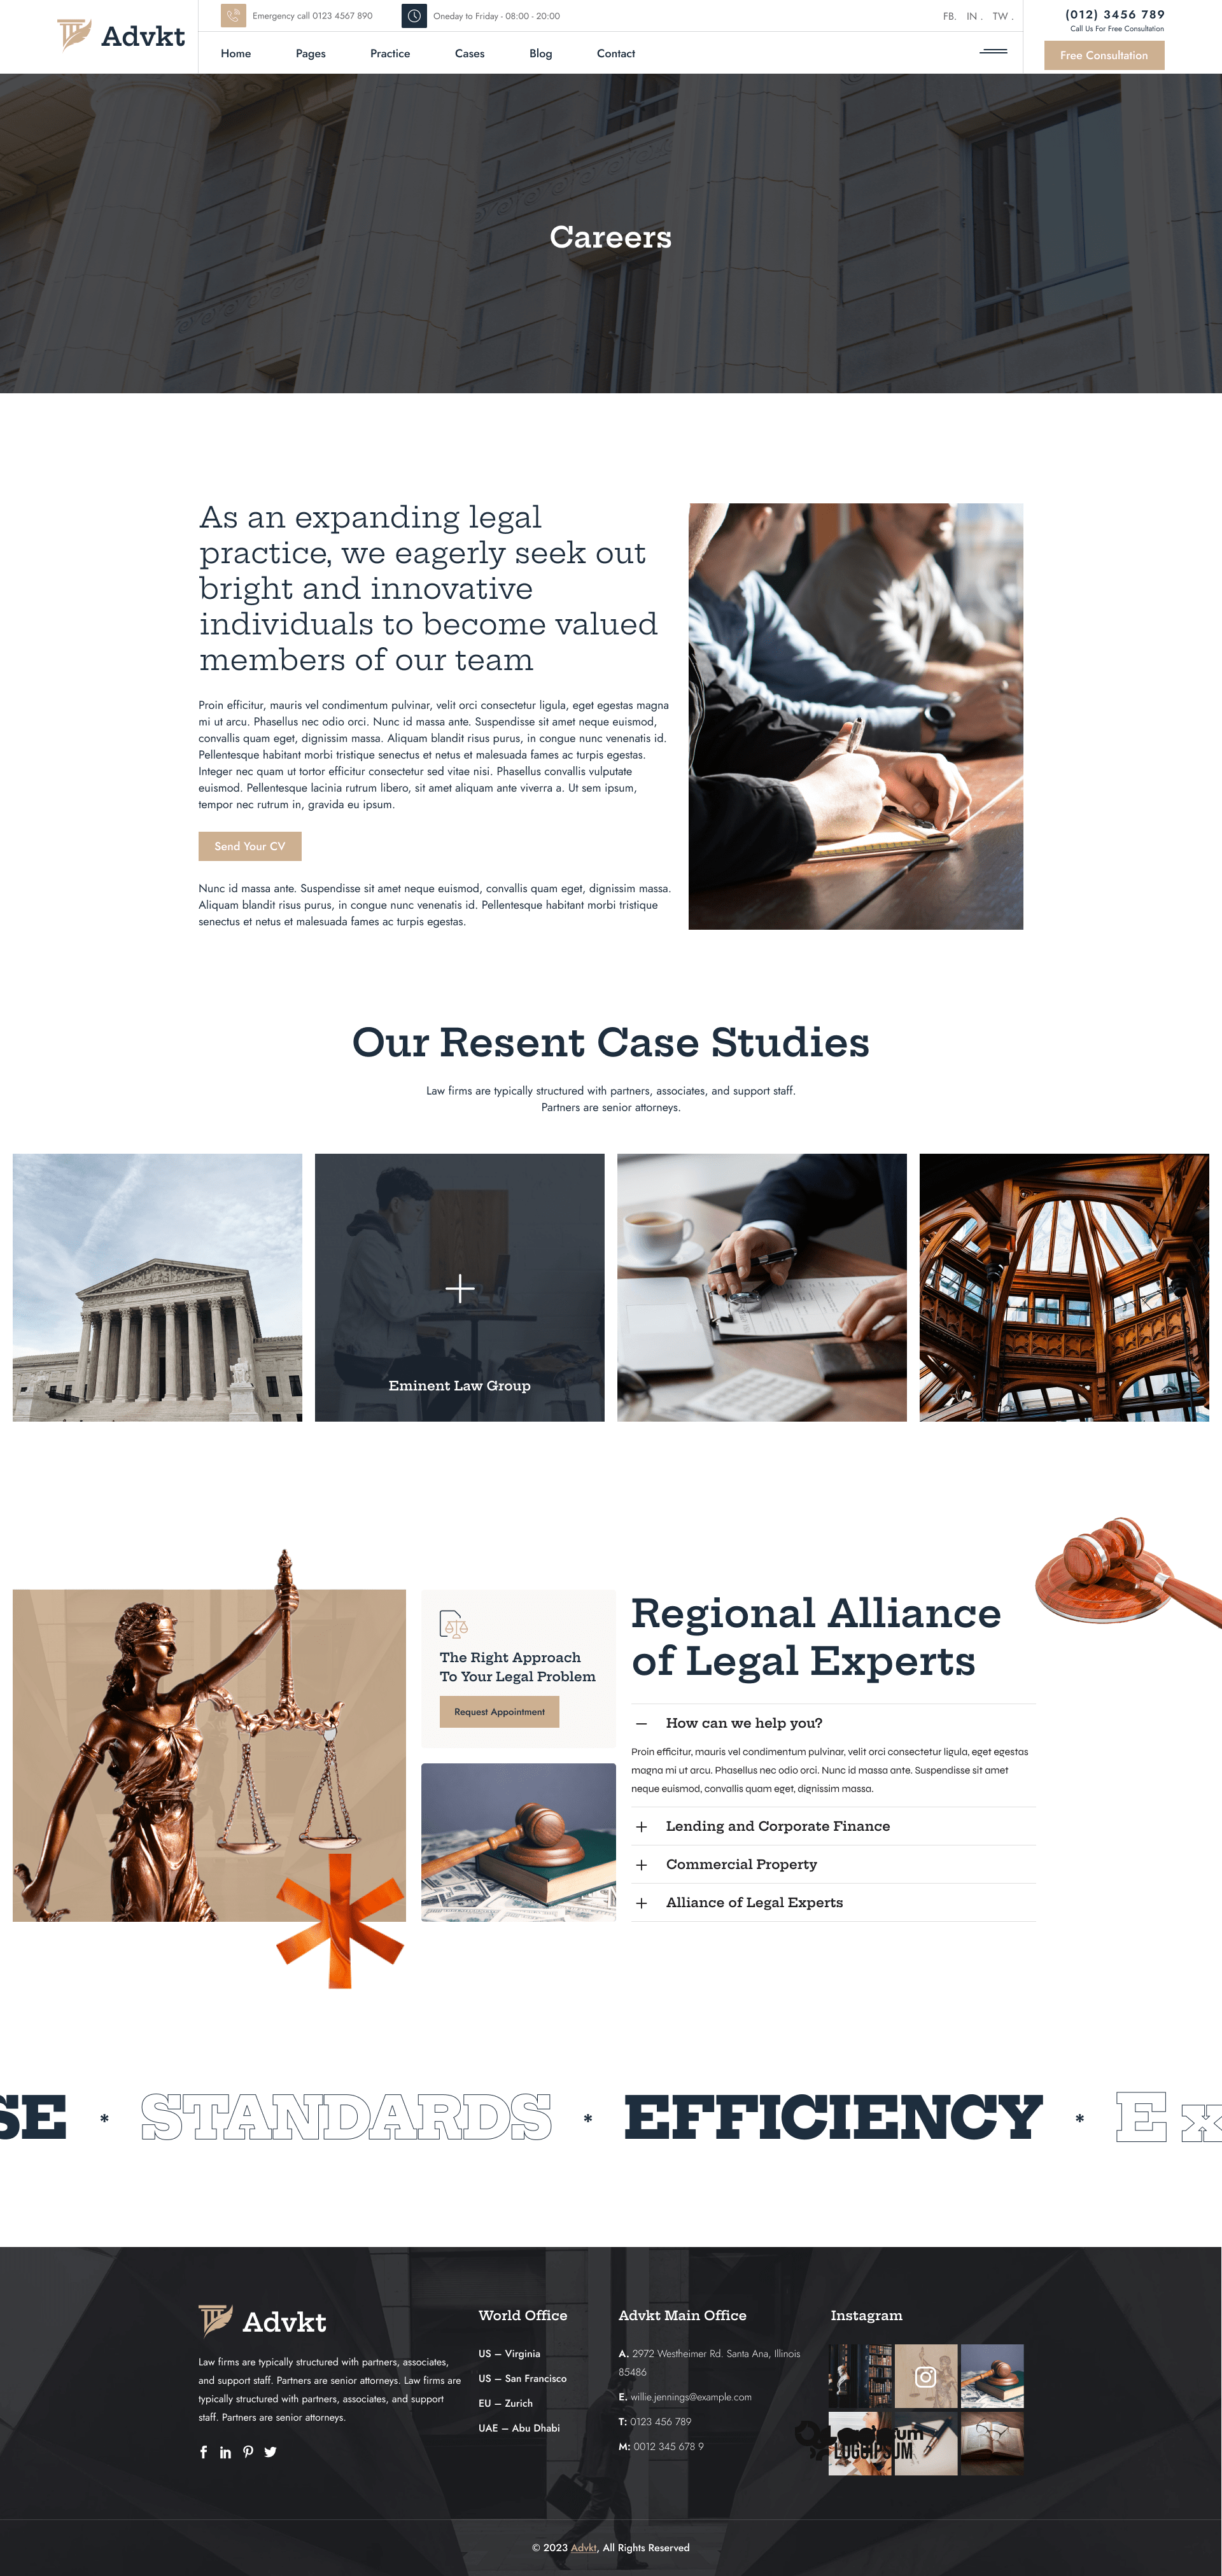 Advkt
Emergency call 0123 4567 890
Oneday to Friday - 08:00 - 20:00
FB. IN . TW .
(012) 3456 789
Call Us For Free Consultation
Home Pages Practice Cases Blog Contact
Free Consultation
Careers
As an expanding legal
practice, we eagerly seek out
bright and innovative
individuals to become valued
members of our team
Proin efficitur, mauris vel condimentum pulvinar, velit orci consectetur ligula, eget egestas magna
mi ut arcu. Phasellus nec odio orci. Nunc id massa ante. Suspendisse sit amet neque euismod,
convallis quam eget, dignissim massa. Aliquam blandit risus purus, in congue nunc venenatis id.
Pellentesque habitant morbi tristique senectus et netus et malesuada fames ac turpis egestas.
Integer nec quam ut tortor efficitur consectetur sed vitae nisi. Phasellus convallis vulputate
euismod. Pellentesque lacinia rutrum libero, sit amet aliquam ante viverra a. Ut sem ipsum,
tempor nec rutrum in, gravida eu ipsum.
Send Your CV
Nunc id massa ante. Suspendisse sit amet neque euismod, convallis quam eget, dignissim massa.
Aliquam blandit risus purus, in congue nunc venenatis id. Pellentesque habitant morbi tristique
senectus et netus et malesuada fames ac turpis egestas.
Our Resent Case Studies
Law firms are typically structured with partners, associates, and support staff.
Partners are senior attorneys.
Eminent Law Group
The Right Approach
To Your Legal Problem
Request Appointment
Regional Alliance
of Legal Experts
How can we help you?
Proin efficitur, mauris vel condimentum pulvinar, velit orci consectetur ligula, eget egestas
magna mi ut arcu. Phasellus nec odio orci. Nunc id massa ante. Suspendisse sit amet
neque euismod, convallis quam eget, dignissim massa.
Lending and Corporate Finance
Commercial Property
Alliance of Legal Experts
SE * STANDARDS * EFFICIENCY * Ex
Advkt
Law firms are typically structured with partners, associates,
and support staff. Partners are senior attorneys. Law firms are
typically structured with partners, associates, and support
staff. Partners are senior attorneys.
World Office
US – Virginia
US – San Francisco
EU – Zurich
UAE – Abu Dhabi
Advkt Main Office
A. 2972 Westheimer Rd. Santa Ana, Illinois
85486
E. willie.jennings@example.com
T: 0123 456 789
M: 0012 345 678 9
Instagram
LOGOIPSUM
© 2023 Advkt, All Rights Reserved